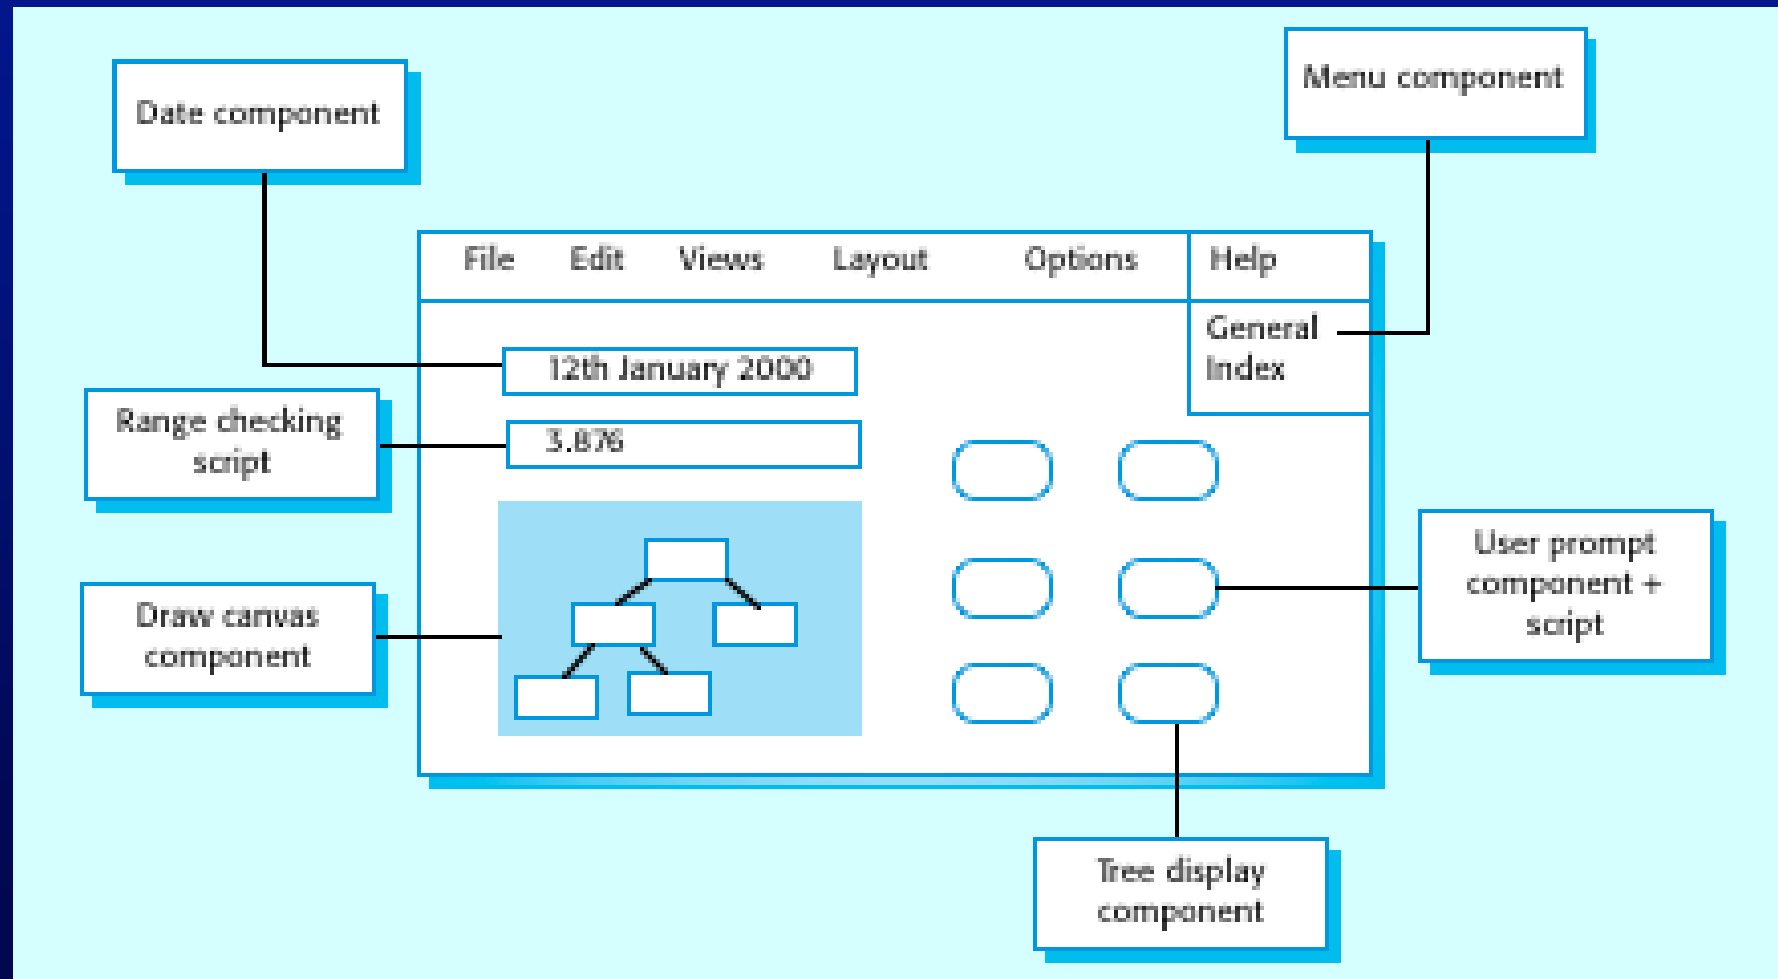 Date component
Menu component
File Edit Views Layout Options Help
General
Index
12th January 2000
Range checking
script
3.876
Draw canvas
component
User prompt
component +
script
Tree display
component